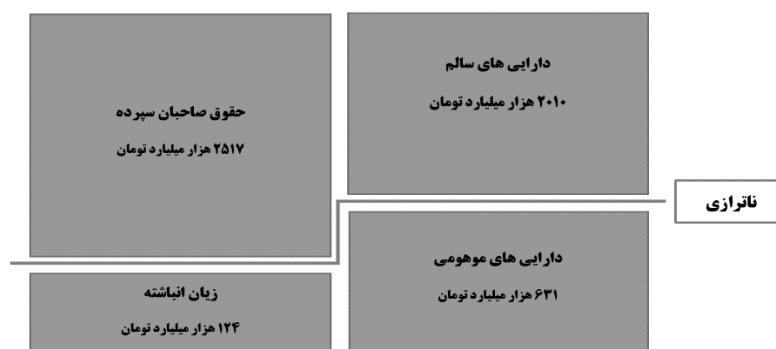 دارایی های سالم
۲۰۱۰ هزار میلیارد تومان
حقوق صاحبان سپرده
۲۵۱۷ هزار میلیارد تومان
ناترازی
دارایی های موهومی
۶۳۱ هزار میلیارد تومان
زیان انباشته
۱۲۴ هزار میلیارد تومان